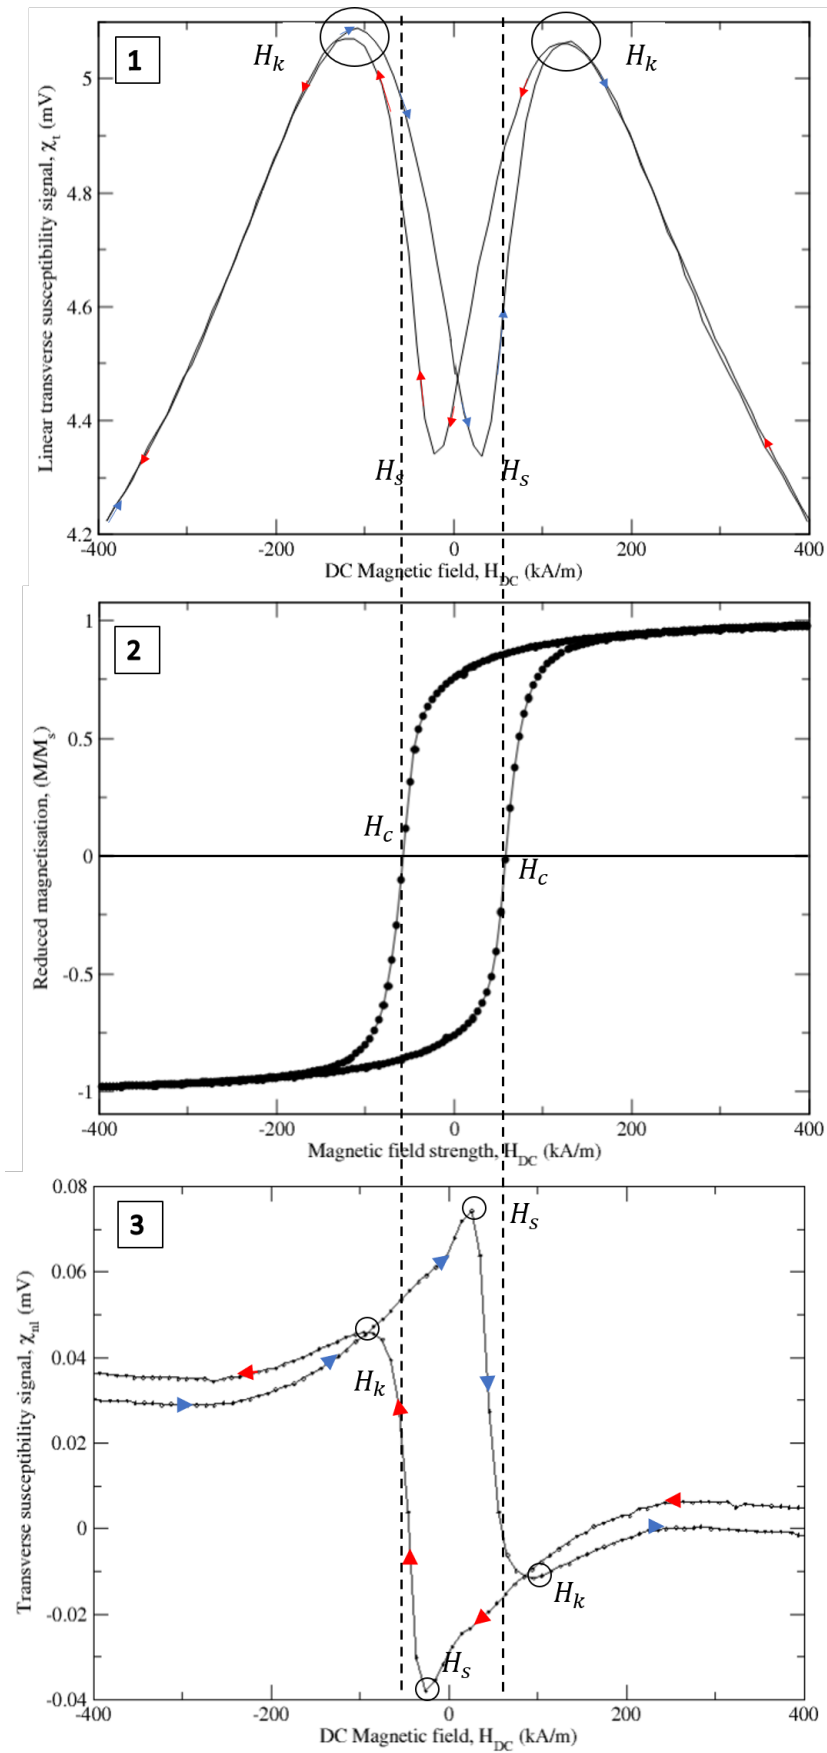 1
H_k
H_k
5
4.8
4.6
4.4
4.2
H_s
H_s
Linear transverse susceptibility signal, χ_t (mV)
-400
-200
0
200
400
DC Magnetic field, H_DC (kA/m)
2
1
0.5
0
-0.5
-1
H_c
H_c
Reduced magnetisation, (M/M_s)
-400
-200
0
200
400
Magnetic field strength, H_DC (kA/m)
3
0.08
0.06
0.04
0.02
0
-0.02
-0.04
H_s
H_k
H_k
H_s
Transverse susceptibility signal, χ_nl (mV)
-400
-200
0
200
400
DC Magnetic field, H_DC (kA/m)